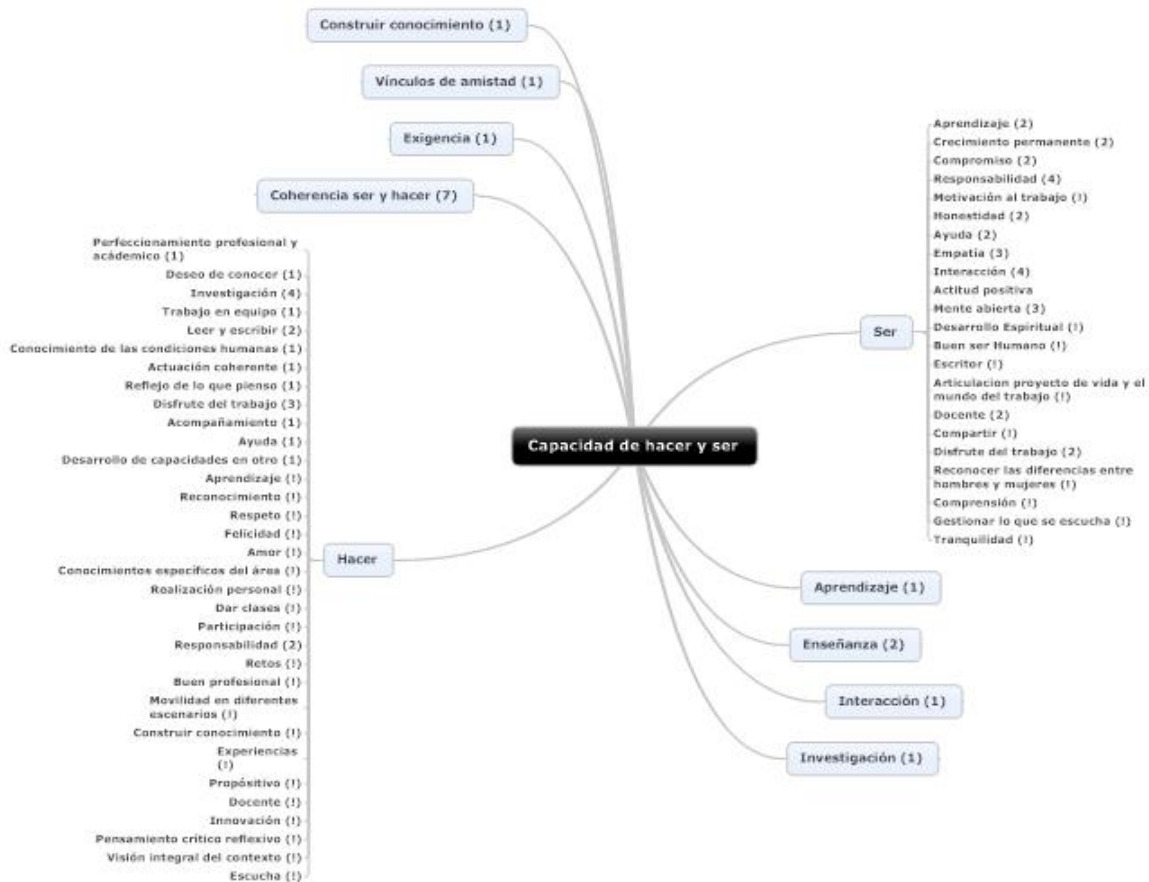 Construir conocimiento (1)
Vínculos de amistad (1)
Exigencia (1)
Coherencia ser y hacer (7)
Perfeccionamiento profesional y
académico (1)
Deseo de conocer (1)
Investigación (4)
Trabajo en equipo (1)
Leer y escribir (2)
Conocimiento de las condiciones humanas (1)
Actuación coherente (1)
Reflejo de lo que pienso (1)
Disfrute del trabajo (3)
Acompañamiento (1)
Ayuda (1)
Desarrollo de capacidades en otro (1)
Aprendizaje (!)
Reconocimiento (!)
Respeto (!)
Felicidad (!)
Amor (!)
Conocimientos específicos del área (!)
Realización personal (!)
Dar clases (!)
Participación (!)
Responsabilidad (2)
Retos (!)
Buen profesional (!)
Movilidad en diferentes
escenarios (!)
Construir conocimiento (!)
Experiencias
(!)
Propósitivo (!)
Docente (!)
Innovación (!)
Pensamiento crítico reflexivo (!)
Visión integral del contexto (!)
Escucha (!)
Hacer
Capacidad de hacer y ser
Ser
Aprendizaje (2)
Crecimiento permanente (2)
Compromiso (2)
Responsabilidad (4)
Motivación al trabajo (!)
Honestidad (2)
Ayuda (2)
Empatía (3)
Interacción (4)
Actitud positiva
Mente abierta (3)
Desarrollo Espiritual (!)
Buen ser Humano (!)
Escritor (!)
Articulacion proyecto de vida y el
mundo del trabajo (!)
Docente (2)
Compartir (!)
Disfrute del trabajo (2)
Reconocer las diferencias entre
hombres y mujeres (!)
Comprensión (!)
Gestionar lo que se escucha (!)
Tranquilidad (!)
Aprendizaje (1)
Enseñanza (2)
Interacción (1)
Investigación (1)